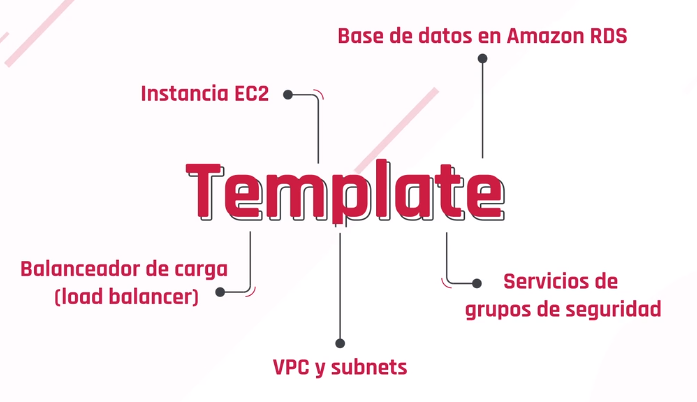 Base de datos en Amazon RDS
Instancia EC2
Template
Balanceador de carga
(load balancer)
Servicios de
grupos de seguridad
VPC y subnets